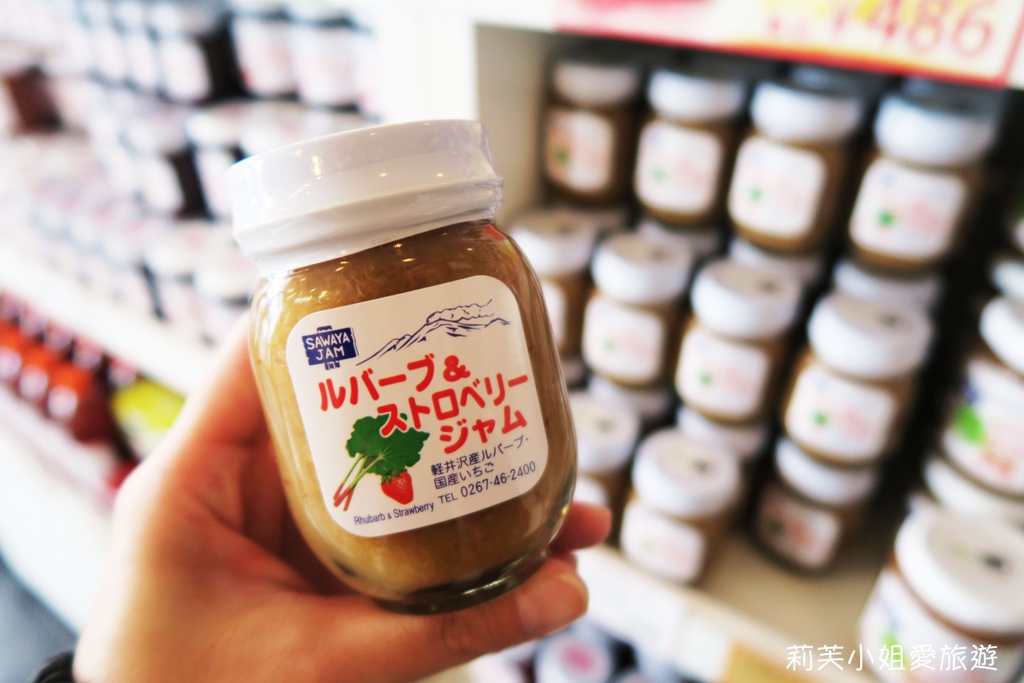 ¥486
SAWAYA
JAM
ルバーブ&
ストロベリー
ジャム
軽井沢産ルバーブ・
国産いちご
TEL 0267-46-2400
Rhubarb & Strawberry
莉芙小姐愛旅遊